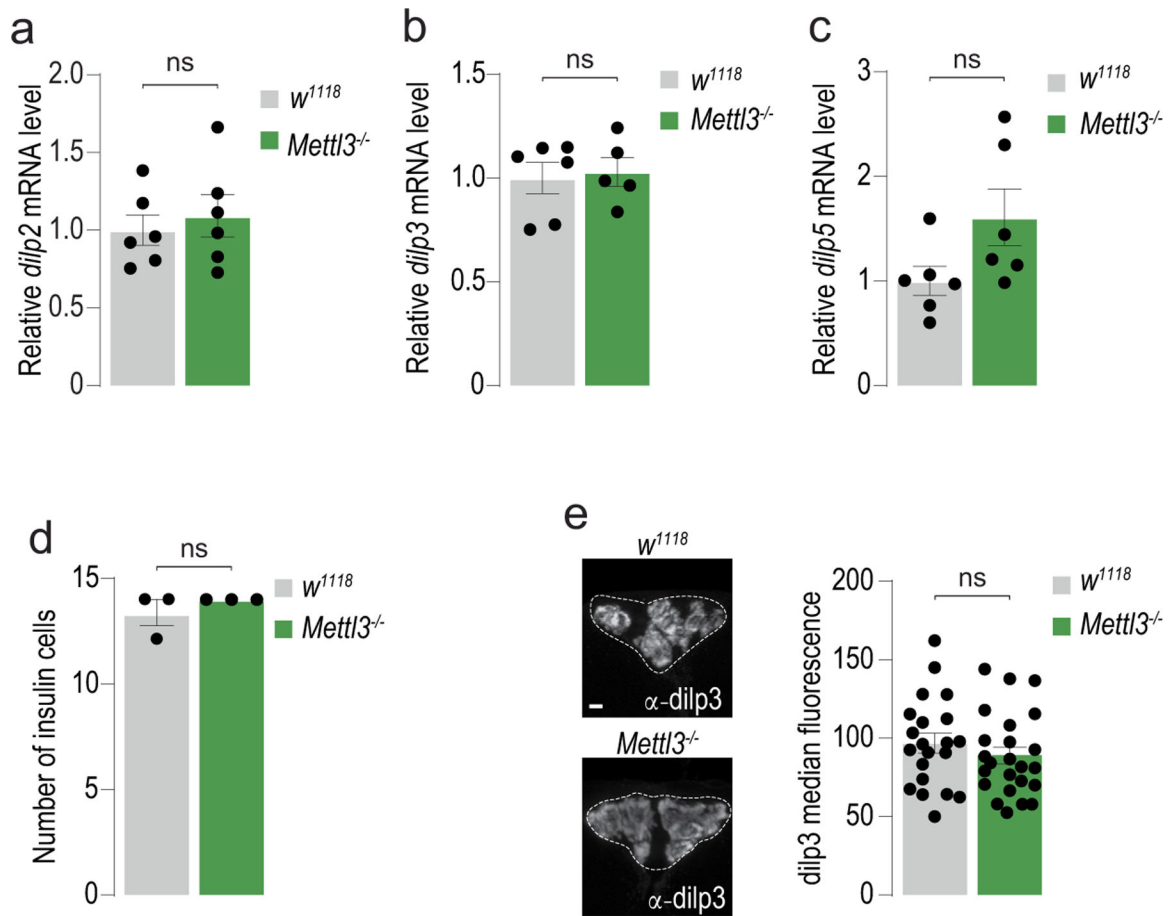 a
ns
2.0
1.5
1.0
0.5
0
Relative dilp2 mRNA level
w1118
Mettl3-/-
b
ns
1.5
1.0
0.5
0
Relative dilp3 mRNA level
w1118
Mettl3-/-
c
ns
3
2
1
0
Relative dilp5 mRNA level
w1118
Mettl3-/-
d
ns
15
10
5
0
Number of insulin cells
w1118
Mettl3-/-
e
w1118
α-dilp3
Mettl3-/-
α-dilp3
ns
200
150
100
50
0
dilp3 median fluorescence
w1118
Mettl3-/-